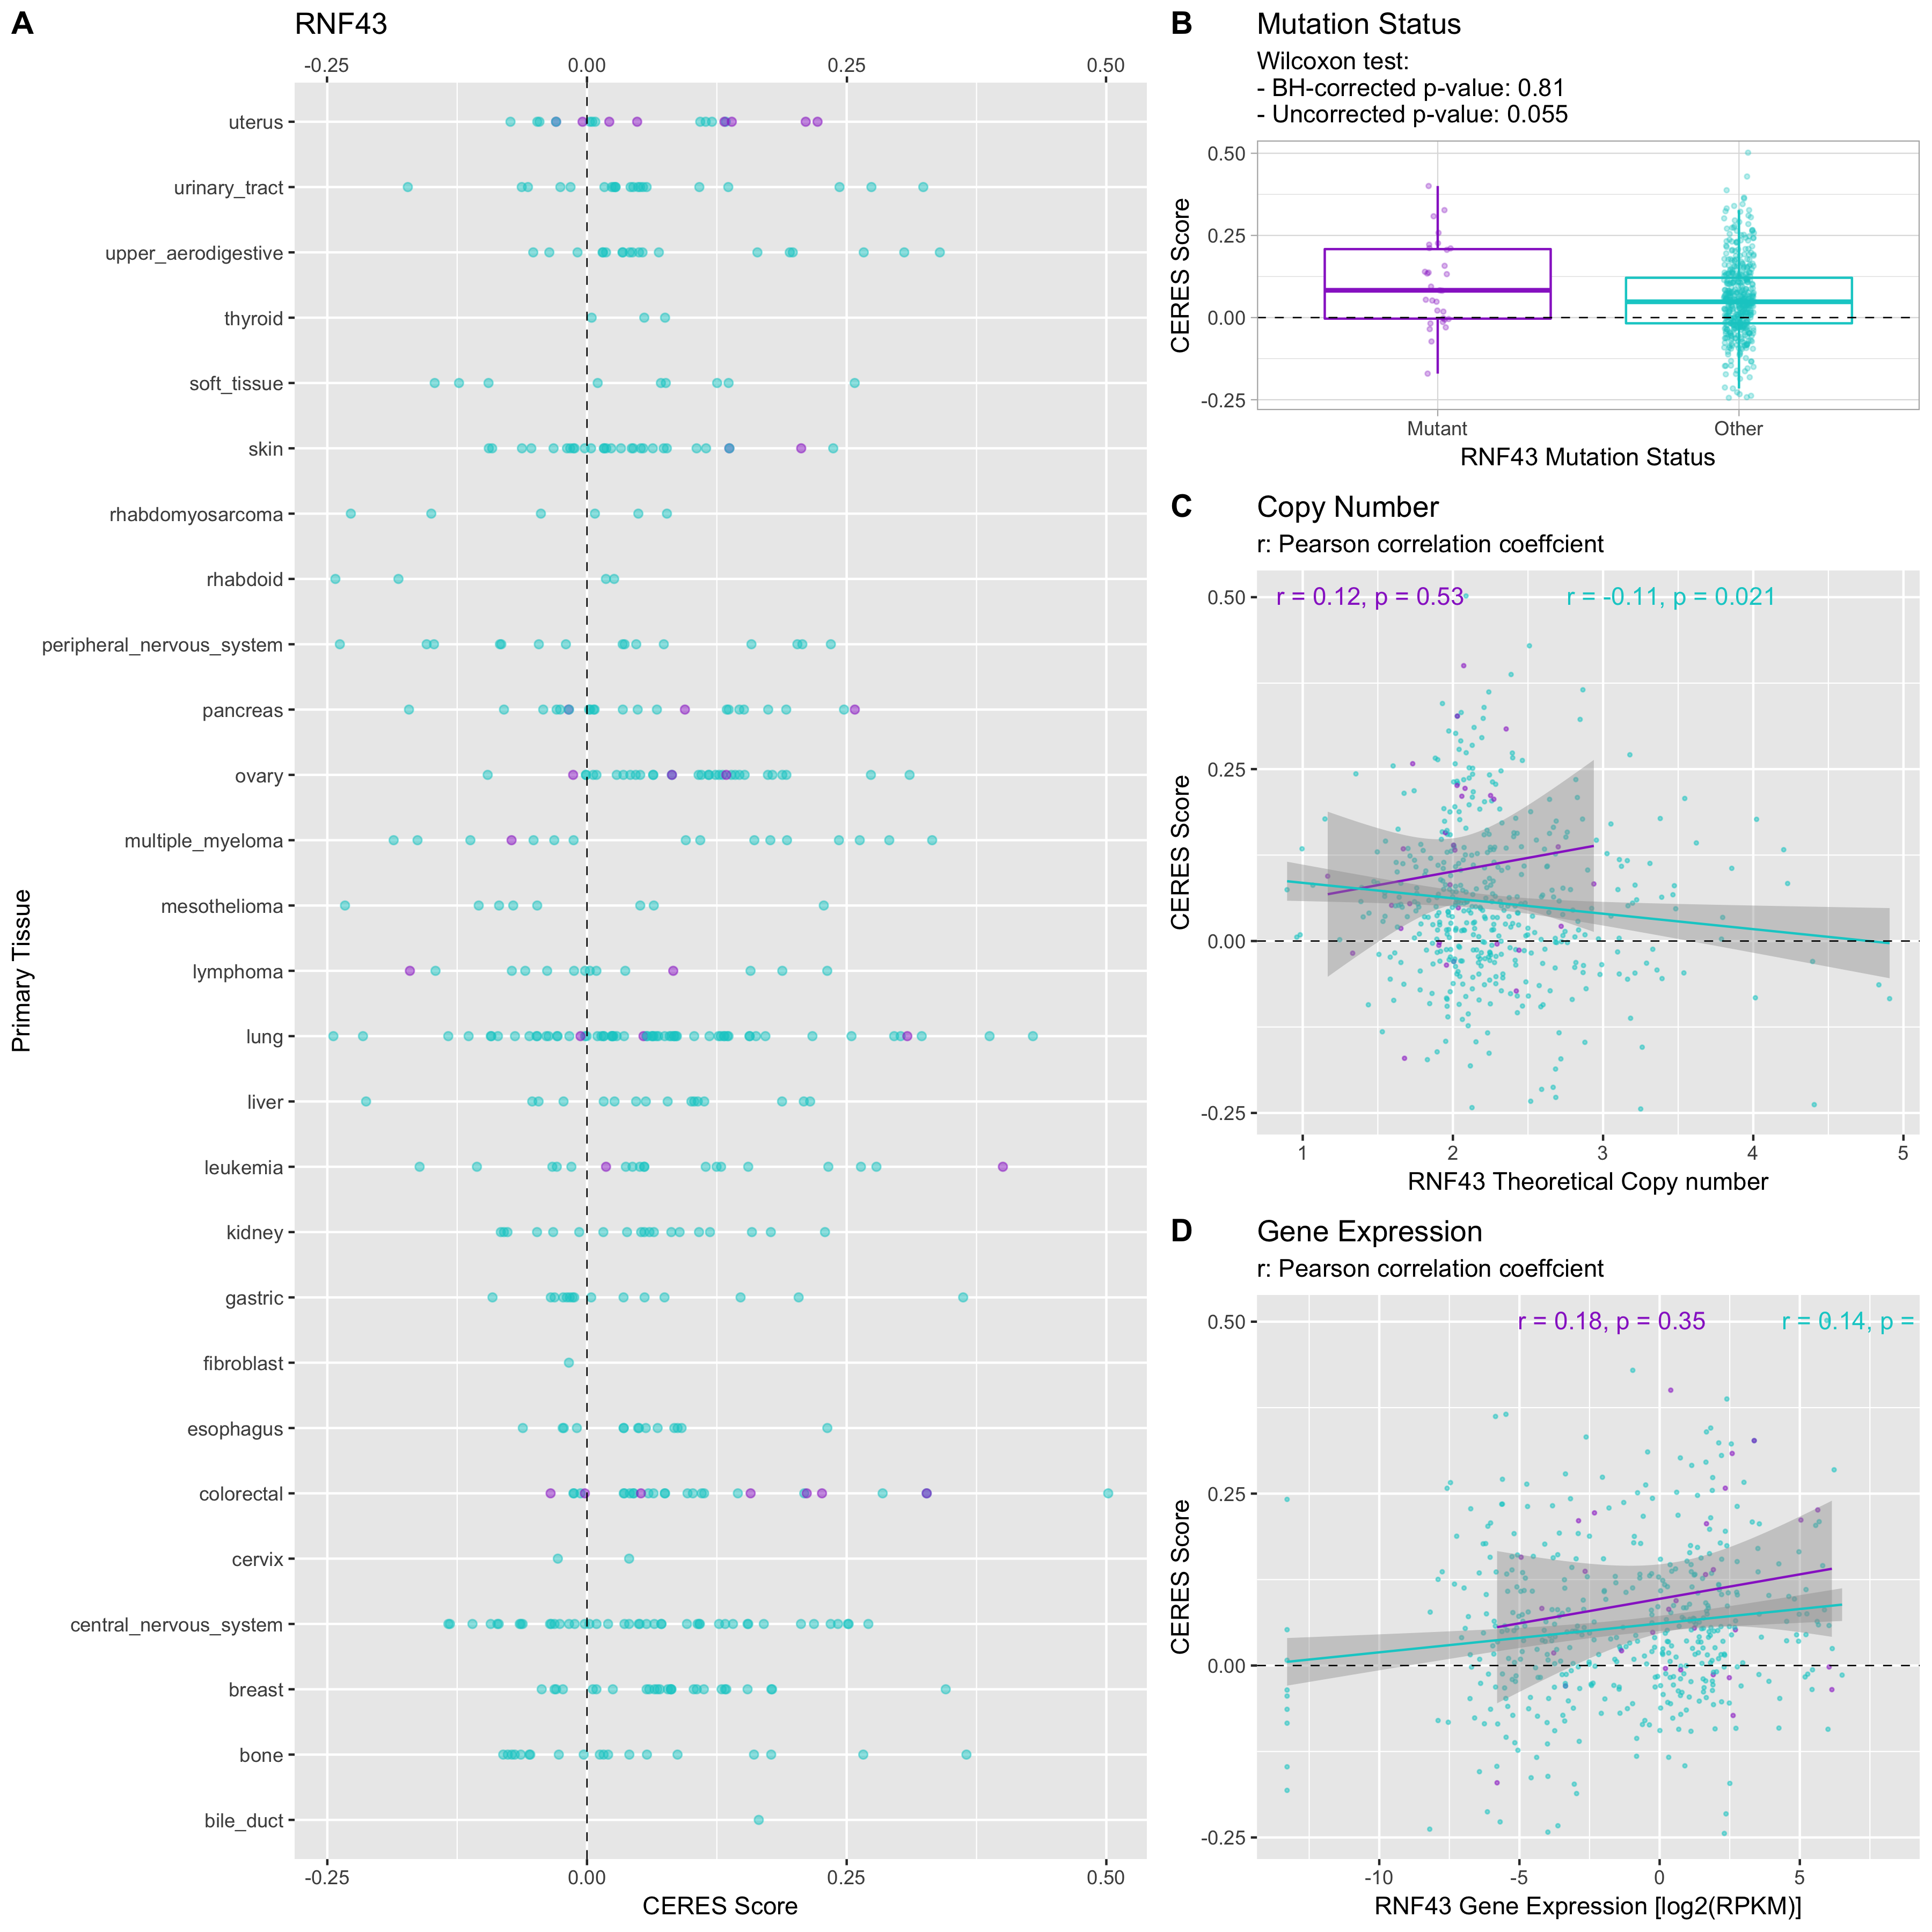 A
RNF43
-0.25 0.00 0.25 0.50
Primary Tissue
uterus
urinary_tract
upper_aerodigestive
thyroid
soft_tissue
skin
rhabdomyosarcoma
rhabdoid
peripheral_nervous_system
pancreas
ovary
multiple_myeloma
mesothelioma
lymphoma
lung
liver
leukemia
kidney
gastric
fibroblast
esophagus
colorectal
cervix
central_nervous_system
breast
bone
bile_duct
-0.25 0.00 0.25 0.50
CERES Score
B
Mutation Status
Wilcoxon test:
- BH-corrected p-value: 0.81
- Uncorrected p-value: 0.055
CERES Score
0.50
0.25
0.00
-0.25
Mutant Other
RNF43 Mutation Status
C
Copy Number
r: Pearson correlation coeffcient
r = 0.12, p = 0.53 r = -0.11, p = 0.021
CERES Score
0.50
0.25
0.00
-0.25
1 2 3 4 5
RNF43 Theoretical Copy number
D
Gene Expression
r: Pearson correlation coeffcient
r = 0.18, p = 0.35 r = 0.14, p =
CERES Score
0.50
0.25
0.00
-0.25
-10 -5 0 5
RNF43 Gene Expression [log2(RPKM)]